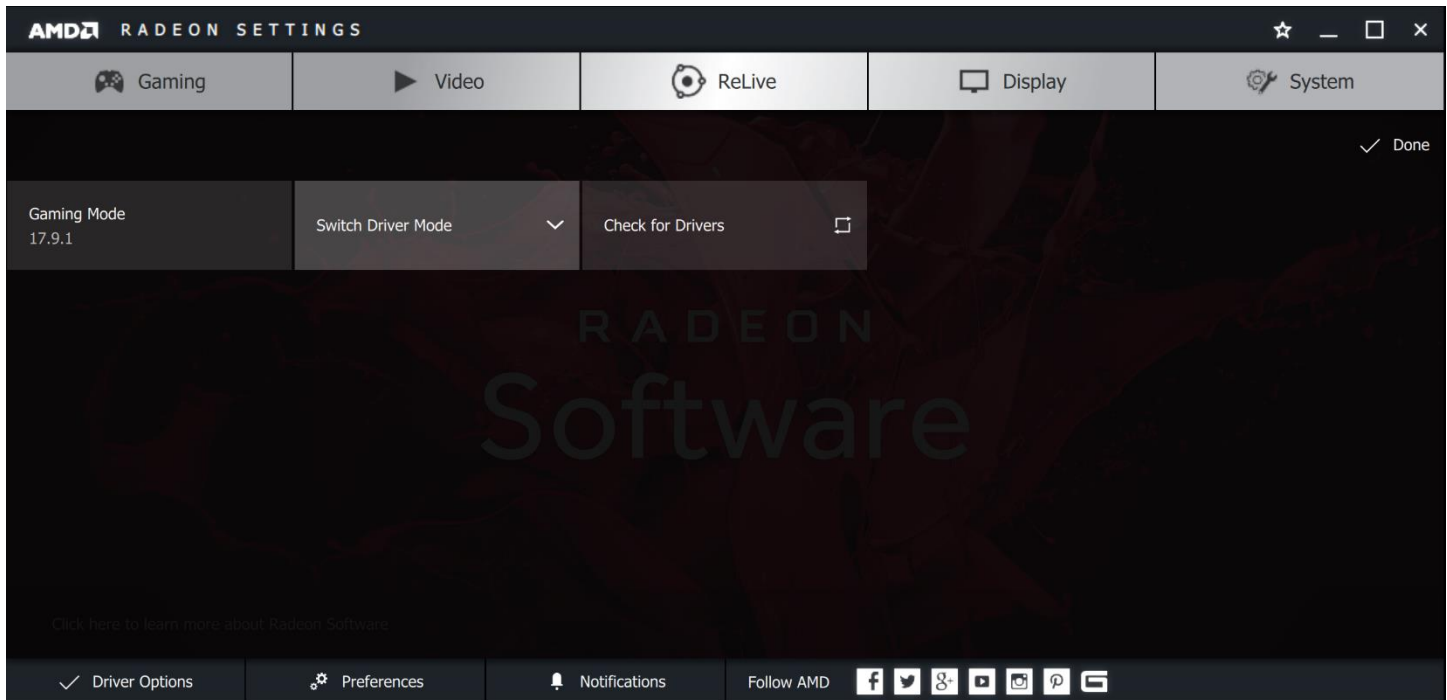 AMD RADEON SETTINGS
Gaming
Video
ReLive
Display
System
Done
Gaming Mode
17.9.1
Switch Driver Mode
Check for Drivers
RADEON
Software
Click here to learn more about Radeon Software
Driver Options
Preferences
Notifications
Follow AMD